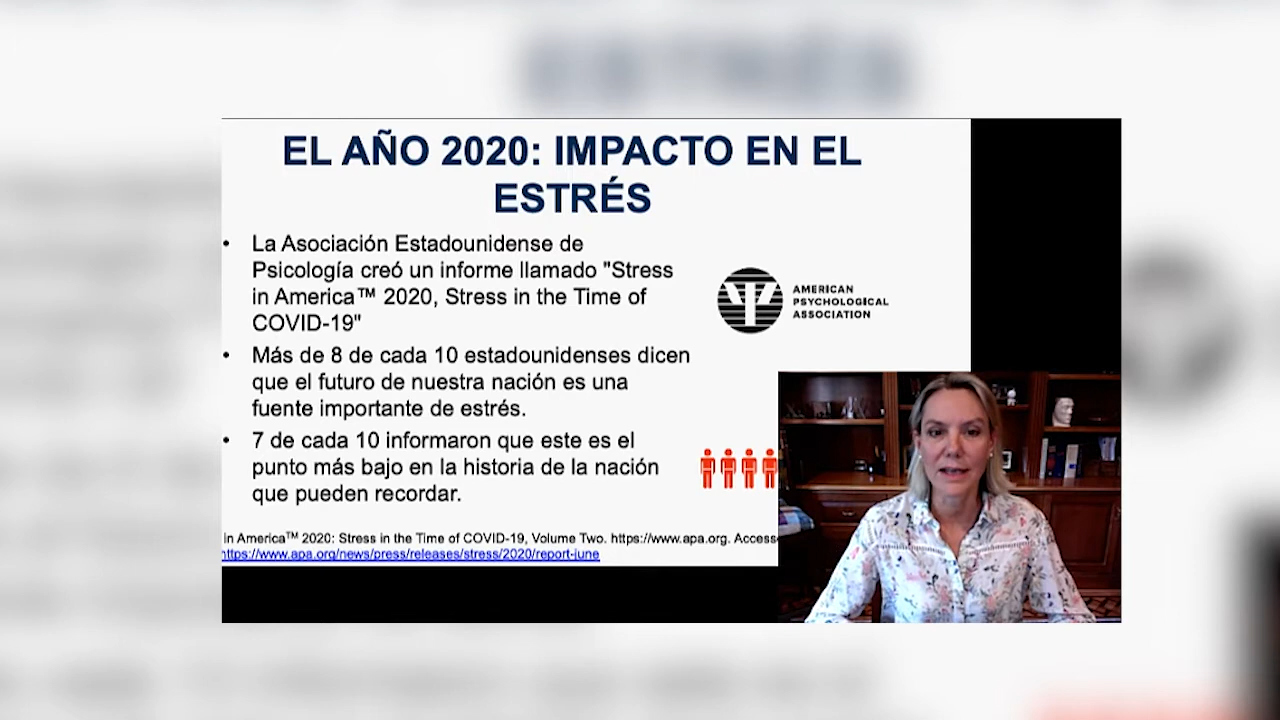 EL AÑO 2020: IMPACTO EN EL
ESTRÉS
• La Asociación Estadounidense de
Psicología creó un informe llamado "Stress
in America™ 2020, Stress in the Time of
COVID-19"
• Más de 8 de cada 10 estadounidenses dicen
que el futuro de nuestra nación es una
fuente importante de estrés.
• 7 de cada 10 informaron que este es el
punto más bajo en la historia de la nación
que pueden recordar.
AMERICAN
PSYCHOLOGICAL
ASSOCIATION
in America™ 2020: Stress in the Time of COVID-19, Volume Two. https://www.apa.org. Access
https://www.apa.org/news/press/releases/stress/2020/report-june